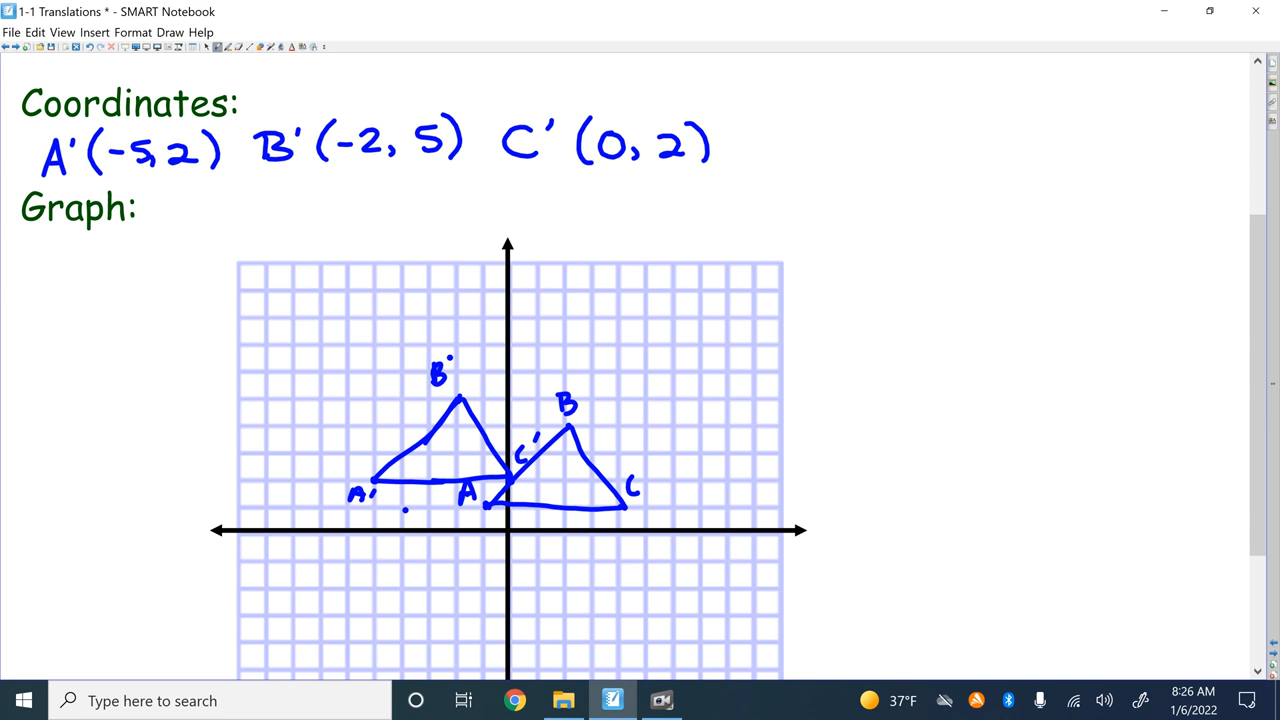 1-1 Translations * - SMART Notebook
File Edit View Insert Format Draw Help
Coordinates:
A'(-5,2) B'(-2, 5) C'(0, 2)
Graph:
B'
B
C'
A' A C
Type here to search
37°F
8:26 AM
1/6/2022